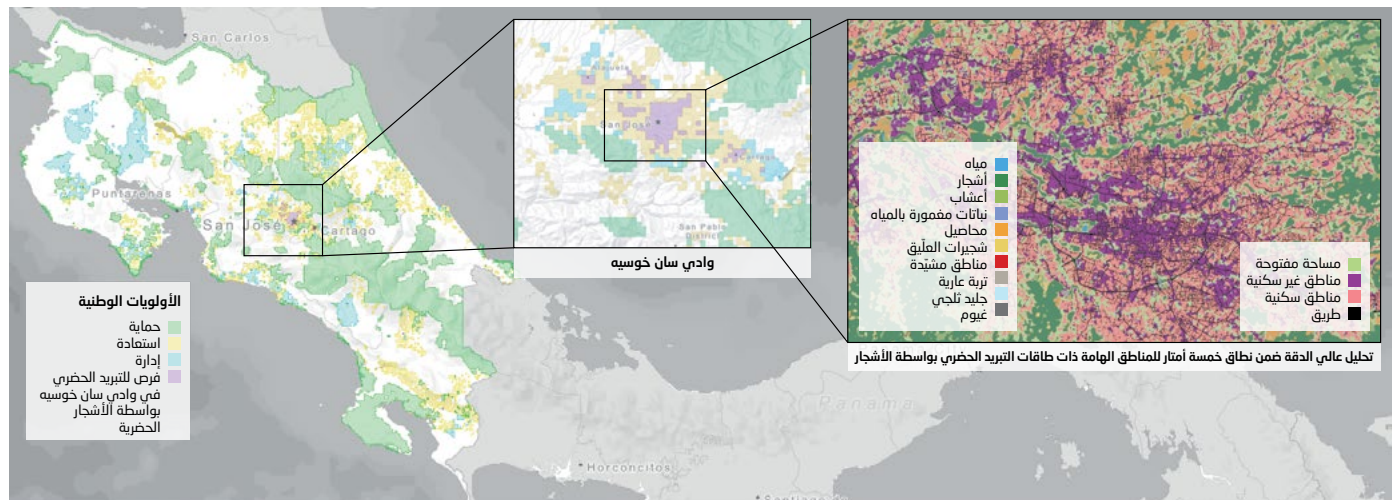 San Carlos
Puntarenas
San José
Cartago
الأولويات الوطنية
حماية
استعادة
إدارة
فرص للتبريد الحضري
في وادي سان خوسيه
بواسطة الأشجار
الحضرية
Alajuela
San José
Cartago
San Pablo
District
وادي سان خوسيه
مياه
أشجار
أعشاب
نباتات مغمورة بالمياه
محاصيل
شجيرات العلّيق
مناطق مشيّدة
تربة عارية
جليد ثلجي
غيوم
مساحة مفتوحة
مناطق غير سكنية
مناطق سكنية
طريق
تحليل عالي الدقة ضمن نطاق خمسة أمتار للمناطق الهامة ذات طاقات التبريد الحضري بواسطة الأشجار
Panama
Horconcitos
Santiago